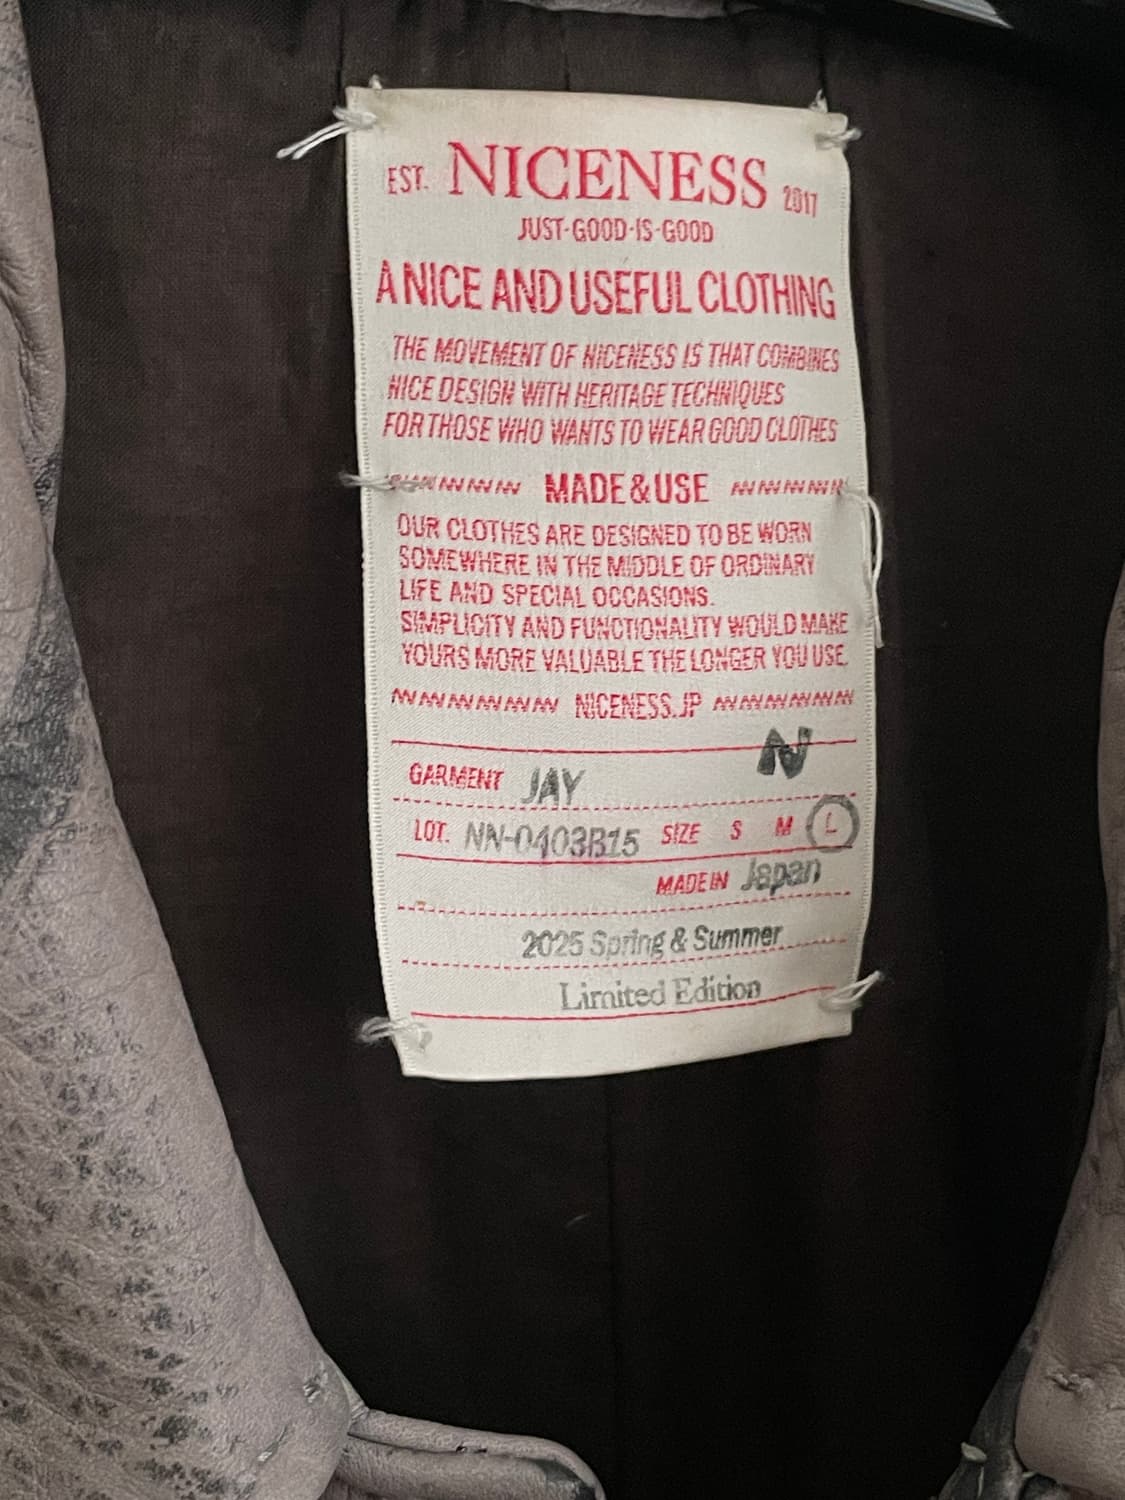 EST. NICENESS 2017
JUST-GOOD-IS-GOOD
A NICE AND USEFUL CLOTHING
THE MOVEMENT OF NICENESS IS THAT COMBINES
NICE DESIGN WITH HERITAGE TECHNIQUES
FOR THOSE WHO WANTS TO WEAR GOOD CLOTHES
MADE & USE
OUR CLOTHES ARE DESIGNED TO BE WORN
SOMEWHERE IN THE MIDDLE OF ORDINARY
LIFE AND SPECIAL OCCASIONS.
SIMPLICITY AND FUNCTIONALITY WOULD MAKE
YOURS MORE VALUABLE THE LONGER YOU USE.
NICENESS.JP
N
GARMENT JAY
LOT. NN-0403B15 SIZE S M L
MADE IN Japan
2025 Spring & Summer
Limited Edition